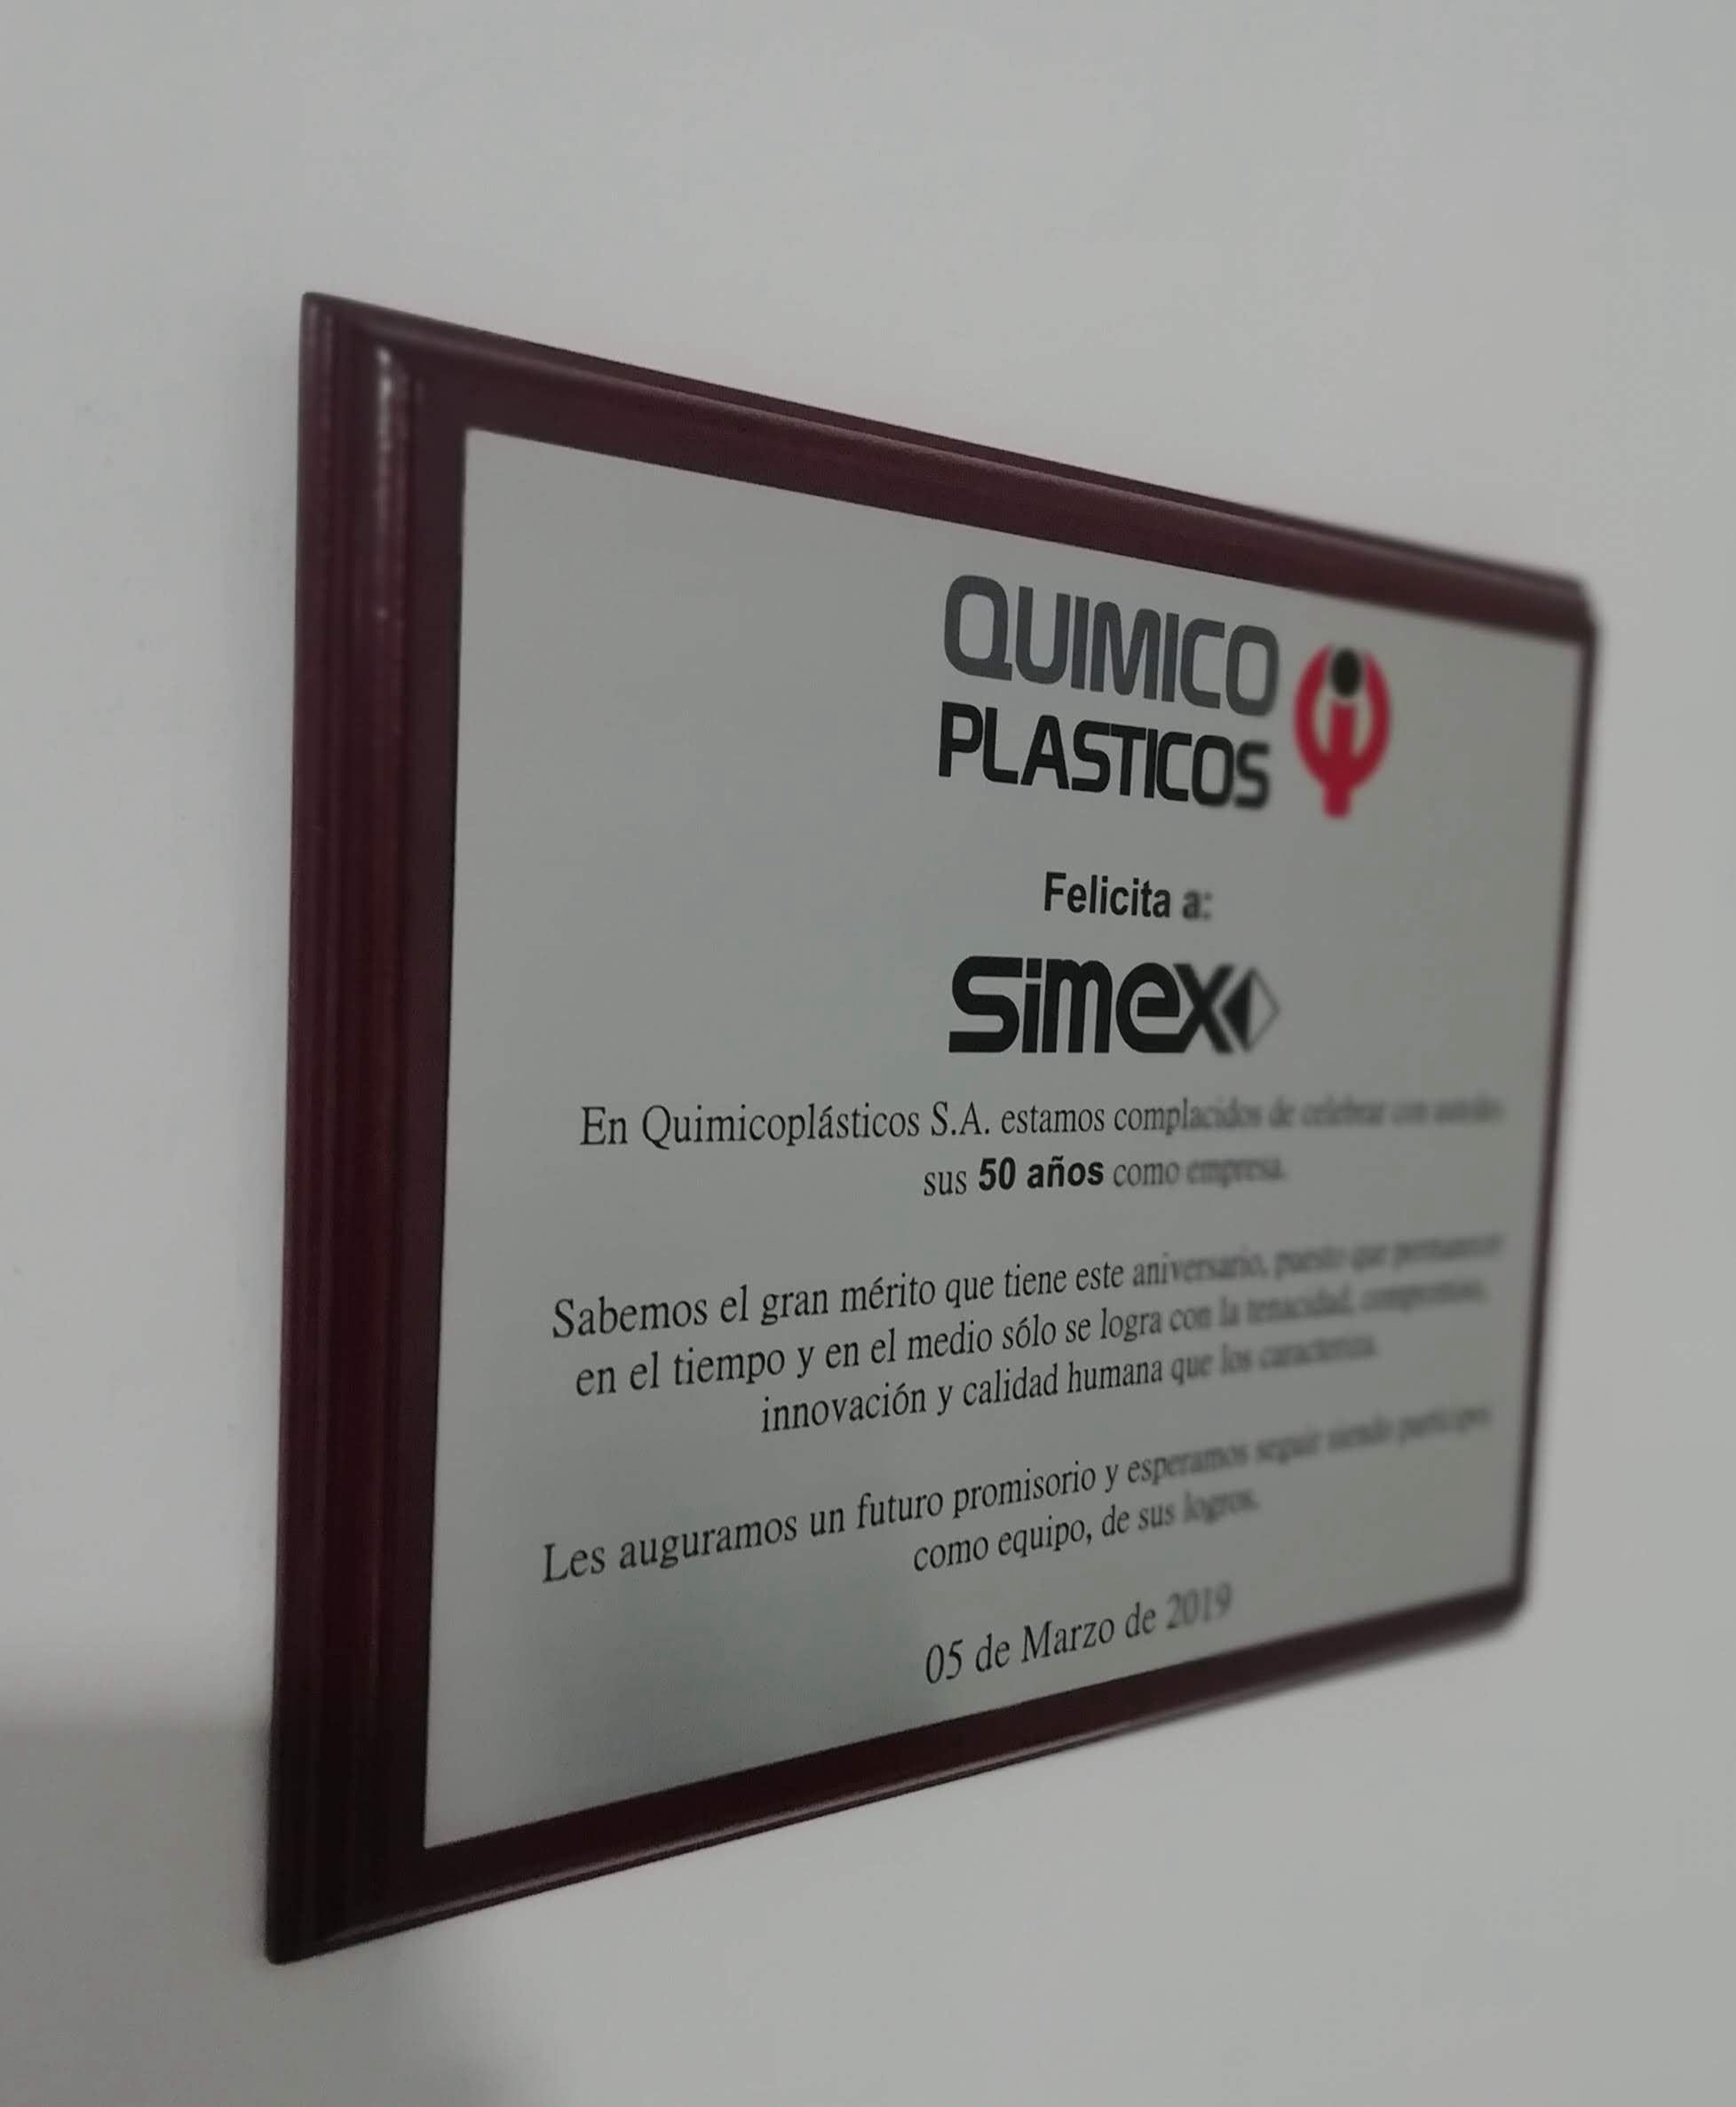 QUIMICO
PLASTICOS
Felicita a:
simex
En Quimicoplásticos S.A. estamos complacidos de celebrar con ustedes
sus 50 años como empresa.
Sabemos el gran mérito que tiene este aniversario, puesto que permanecer
en el tiempo y en el medio sólo se logra con la tenacidad, compromiso,
innovación y calidad humana que los caracteriza.
Les auguramos un futuro promisorio y esperamos seguir siendo partícipes
como equipo, de sus logros.
05 de Marzo de 2019